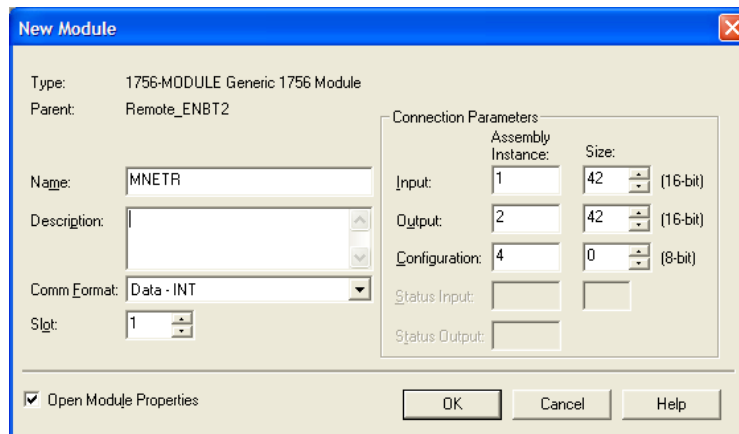 New Module
Type: 1756-MODULE Generic 1756 Module
Parent: Remote_ENBT2
Connection Parameters
Assembly Instance: Size:
Name: MNETR
Input: 1 42 (16-bit)
Description:
Output: 2 42 (16-bit)
Configuration: 4 0 (8-bit)
Comm Format: Data - INT
Status Input:
Slot: 1
Status Output:
Open Module Properties
OK Cancel Help